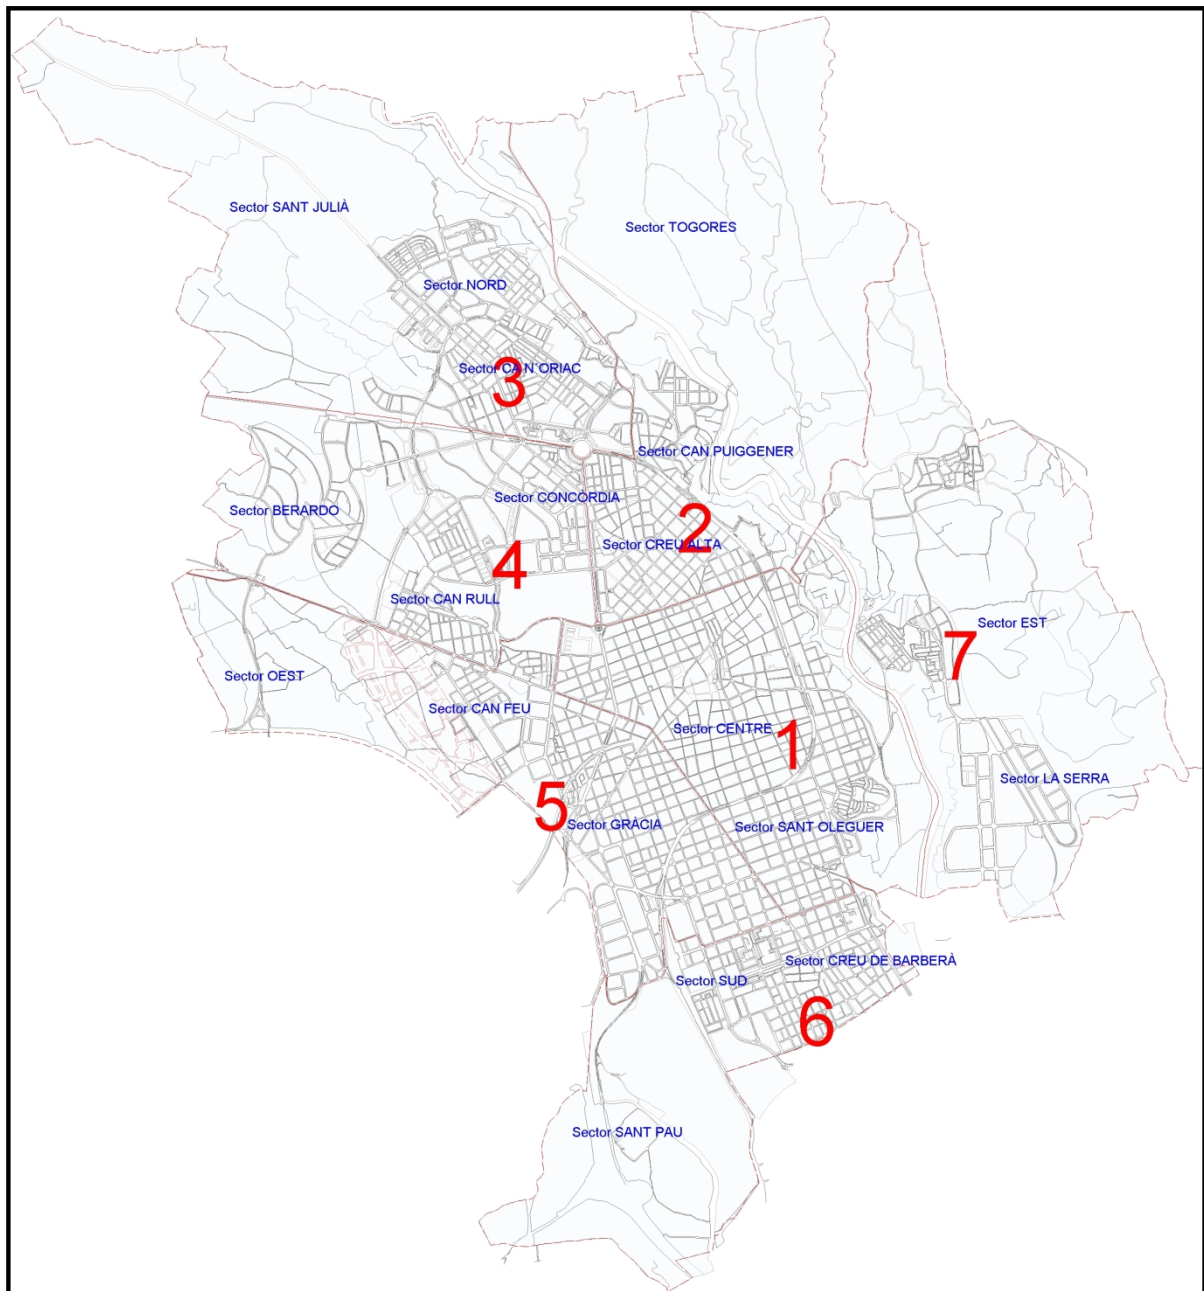 Sector SANT JULIÀ
Sector TOGORES
Sector NORD
Sector CA N´ORIAC
3
Sector CAN PUIGGENER
Sector CONCORDIA
Sector BERARDO
2
Sector CREU ALTA
4
Sector CAN RULL
Sector EST
7
Sector OEST
Sector CAN FEU
Sector CENTRE
1
Sector LA SERRA
5
Sector GRÀCIA
Sector SANT OLEGUER
Sector CREU DE BARBERÀ
Sector SUD
6
Sector SANT PAU